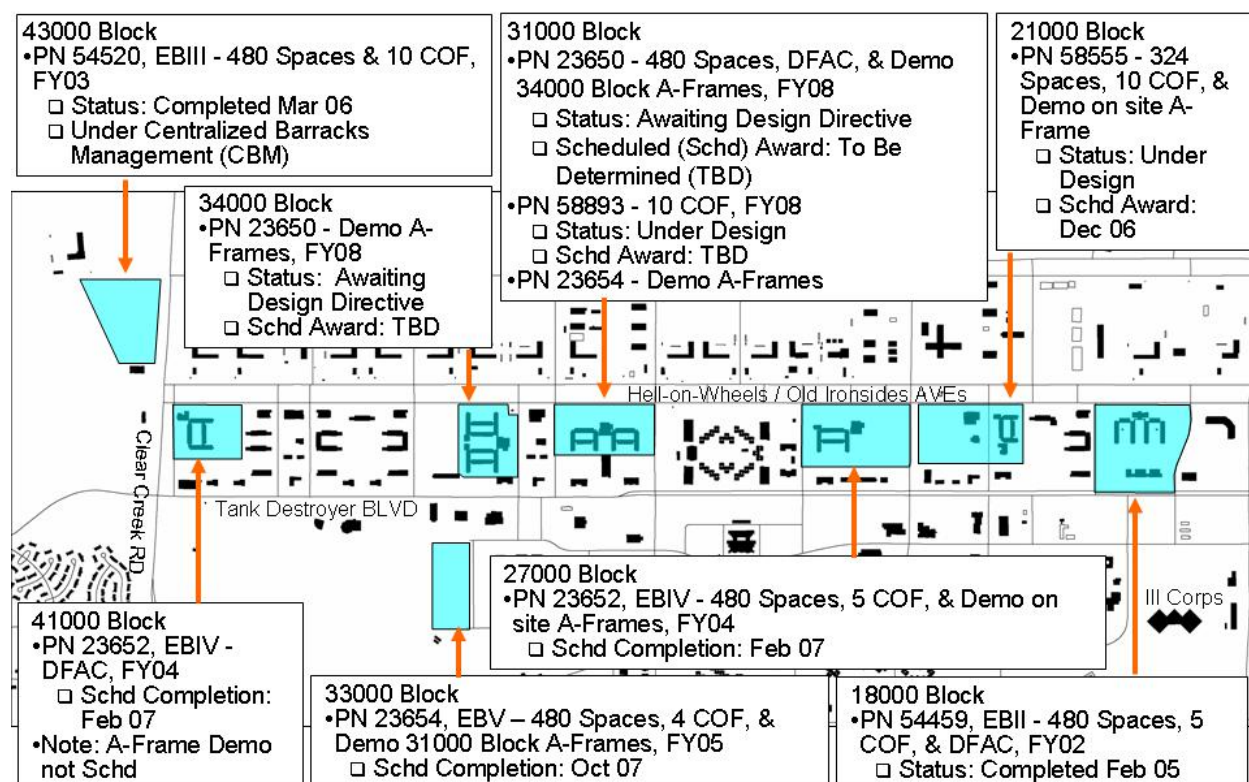 43000 Block
•PN 54520, EBIII - 480 Spaces & 10 COF,
FY03
❑ Status: Completed Mar 06
❑ Under Centralized Barracks
Management (CBM)
31000 Block
•PN 23650 - 480 Spaces, DFAC, & Demo
34000 Block A-Frames, FY08
❑ Status: Awaiting Design Directive
❑ Scheduled (Schd) Award: To Be
Determined (TBD)
•PN 58893 - 10 COF, FY08
❑ Status: Under Design
❑ Schd Award: TBD
•PN 23654 - Demo A-Frames
21000 Block
•PN 58555 - 324
Spaces, 10 COF, &
Demo on site A-
Frame
❑ Status: Under
Design
❑ Schd Award:
Dec 06
34000 Block
•PN 23650 - Demo A-
Frames, FY08
❑ Status: Awaiting
Design Directive
❑ Schd Award: TBD
Hell-on-Wheels / Old Ironsides AVEs
Clear Creek RD
Tank Destroyer BLVD
27000 Block
•PN 23652, EBIV - 480 Spaces, 5 COF, & Demo on
site A-Frames, FY04
❑ Schd Completion: Feb 07
III Corps
41000 Block
•PN 23652, EBIV -
DFAC, FY04
❑ Schd Completion:
Feb 07
•Note: A-Frame Demo
not Schd
33000 Block
•PN 23654, EBV – 480 Spaces, 4 COF, &
Demo 31000 Block A-Frames, FY05
❑ Schd Completion: Oct 07
18000 Block
•PN 54459, EBII - 480 Spaces, 5
COF, & DFAC, FY02
❑ Status: Completed Feb 05